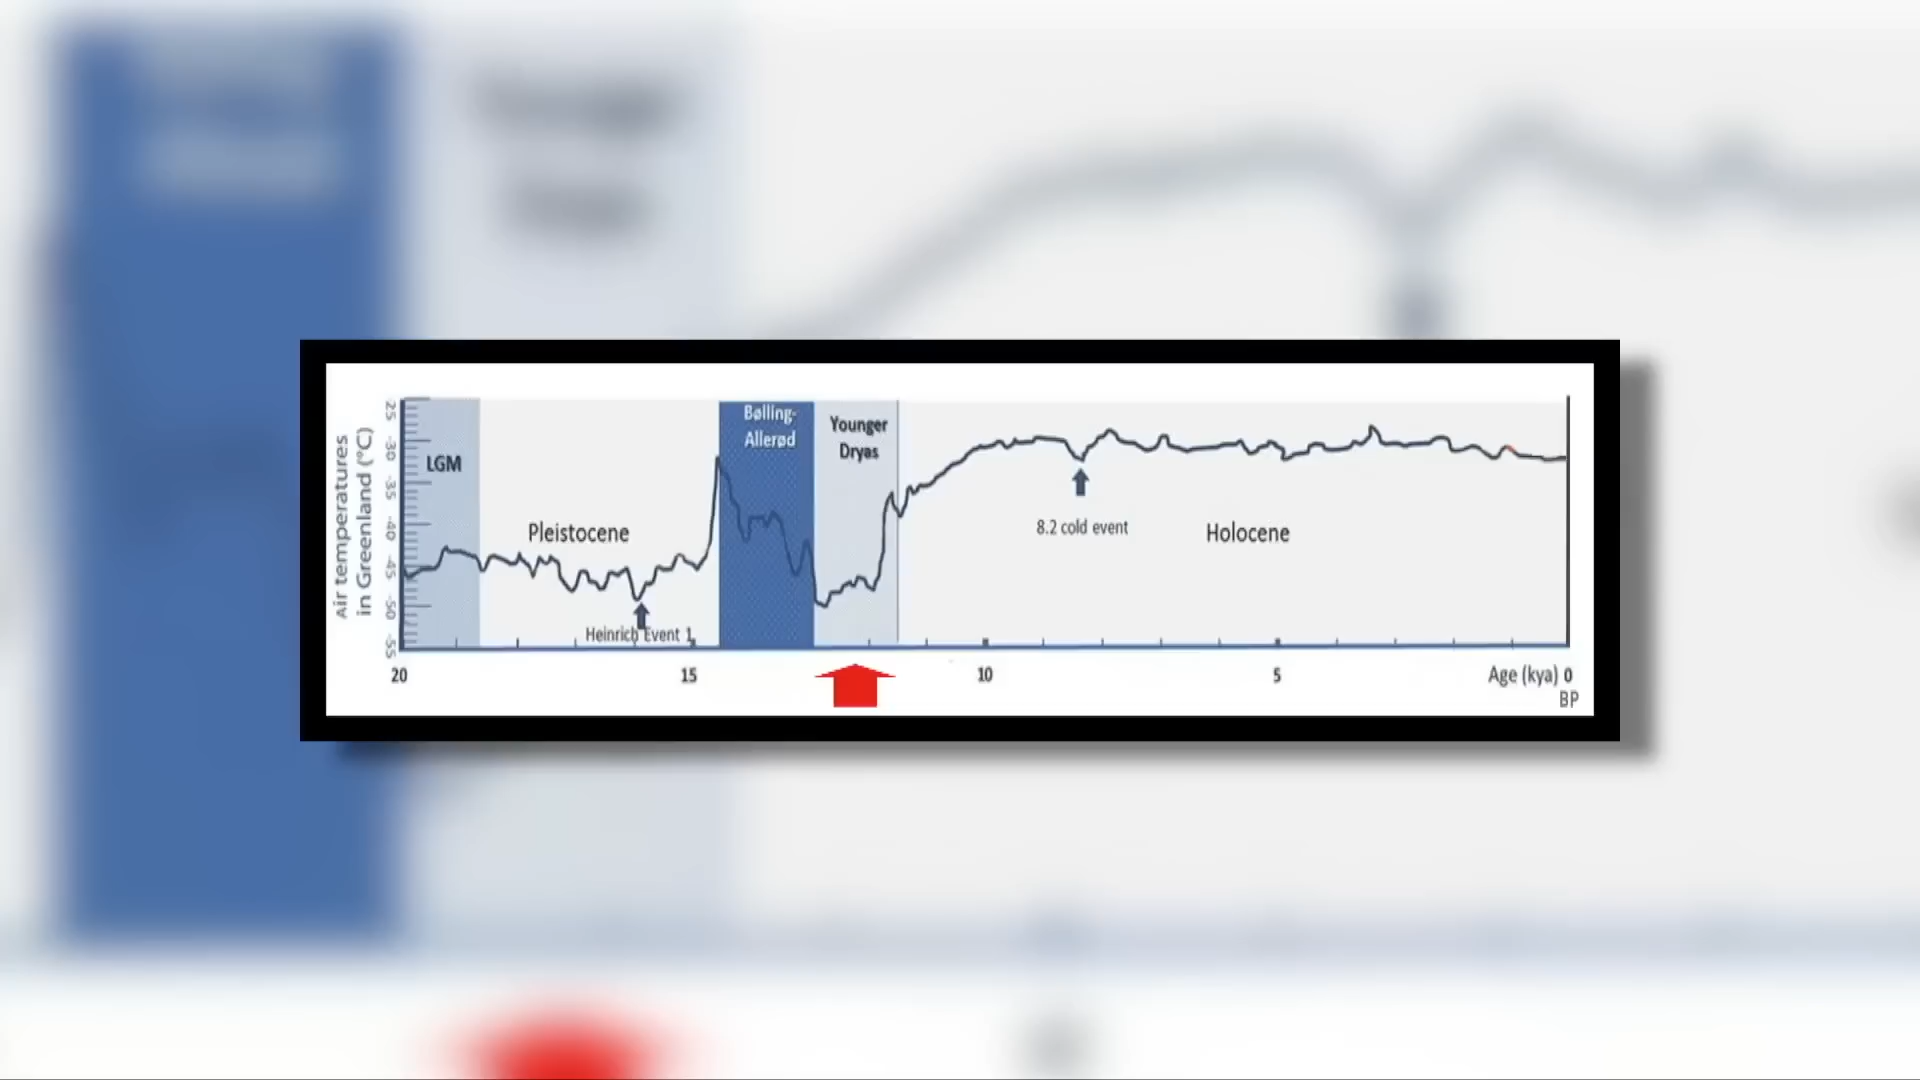 Air temperatures
in Greenland (°C)
-25
-30
-35
-40
-45
-50
-55
LGM
Pleistocene
Heinrich Event 1
Bølling-
Allerød
Younger
Dryas
8.2 cold event
Holocene
20
15
10
5
Age (kya) 0
BP